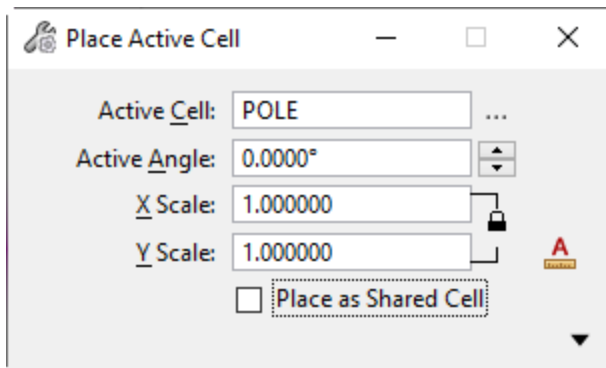 Place Active Cell
Active Cell: POLE ...
Active Angle: 0.0000°
X Scale: 1.000000
Y Scale: 1.000000 A
Place as Shared Cell